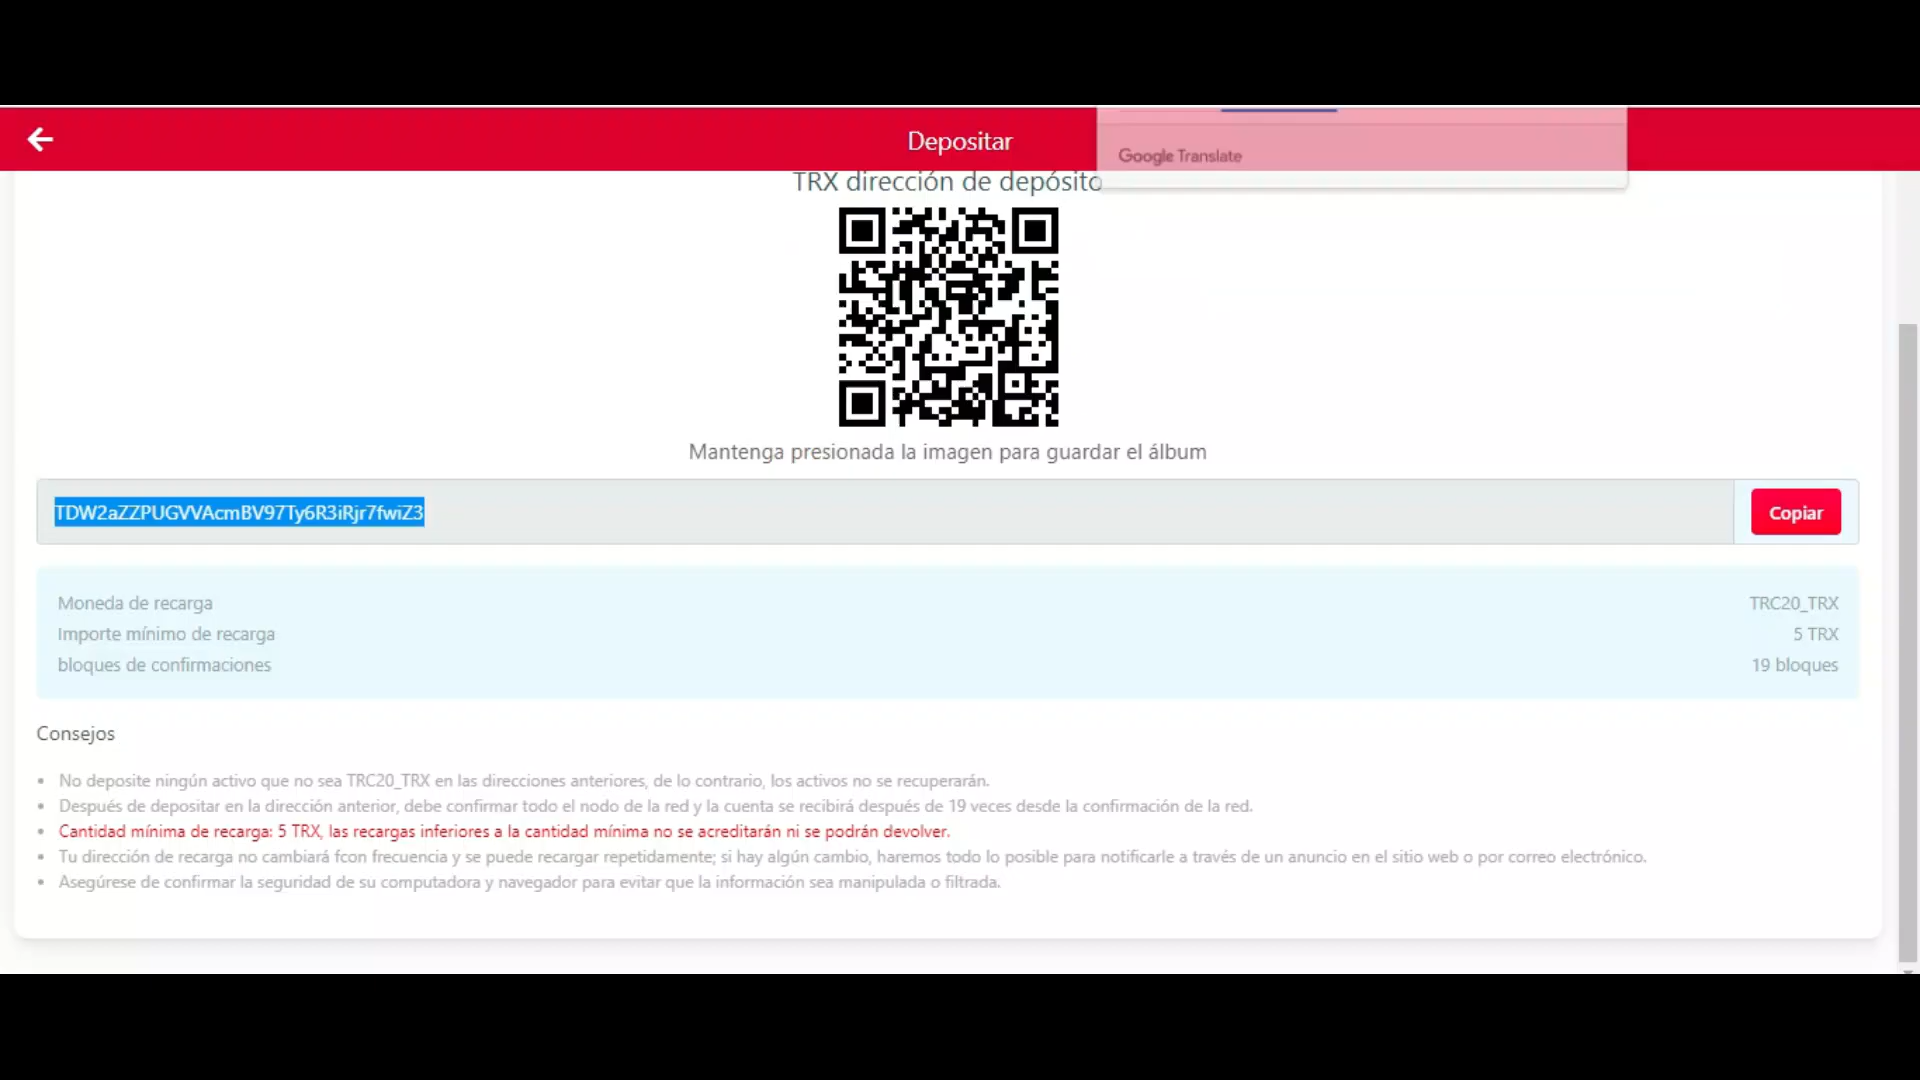 Depositar
Google Translate
TRX dirección de depósito
Mantenga presionada la imagen para guardar el álbum
TDW2aZZPUGVVAcmBV97Ty6R3iRjr7fwiZ3
Copiar
Moneda de recarga TRC20_TRX
Importe mínimo de recarga 5 TRX
bloques de confirmaciones 19 bloques
Consejos
No deposite ningún activo que no sea TRC20_TRX en las direcciones anteriores, de lo contrario, los activos no se recuperarán.
Después de depositar en la dirección anterior, debe confirmar todo el nodo de la red y la cuenta se recibirá después de 19 veces desde la confirmación de la red.
Cantidad mínima de recarga: 5 TRX, las recargas inferiores a la cantidad mínima no se acreditarán ni se podrán devolver.
Tu dirección de recarga no cambiará fcon frecuencia y se puede recargar repetidamente; si hay algún cambio, haremos todo lo posible para notificarle a través de un anuncio en el sitio web o por correo electrónico.
Asegúrese de confirmar la seguridad de su computadora y navegador para evitar que la información sea manipulada o filtrada.